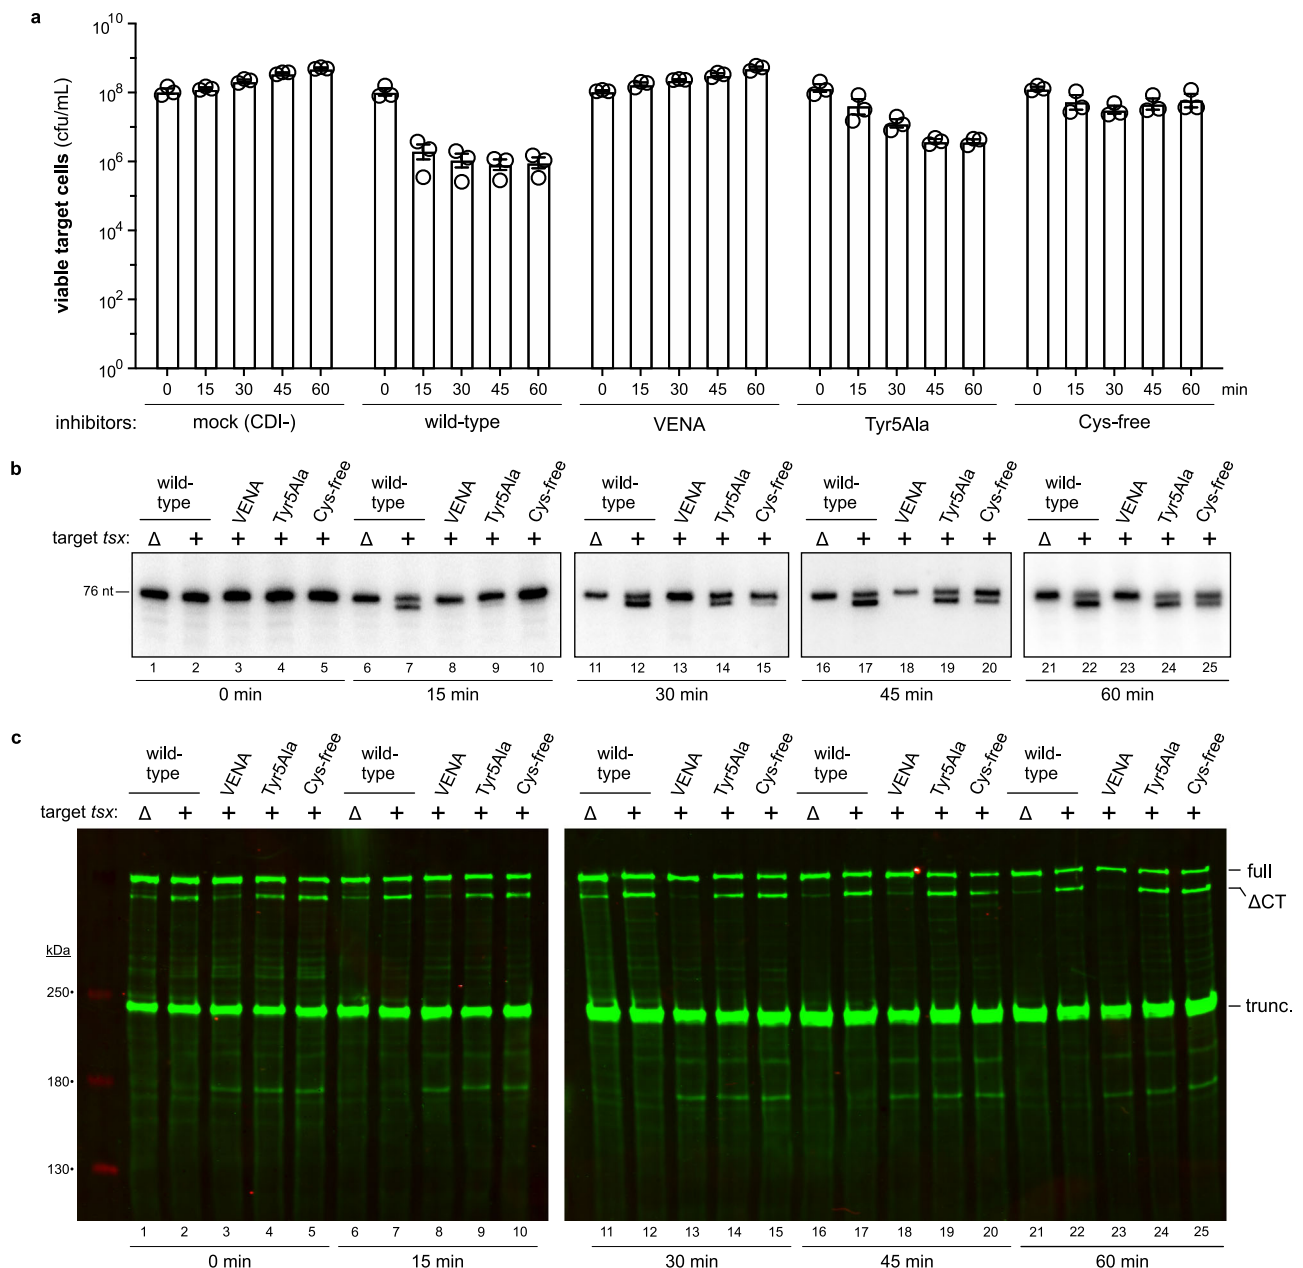 a
viable target cells (cfu/mL)
10^10
10^8
10^6
10^4
10^2
10^0
0 15 30 45 60 0 15 30 45 60 0 15 30 45 60 0 15 30 45 60 0 15 30 45 60 min
inhibitors: mock (CDI-) wild-type VENA Tyr5Ala Cys-free
b
wild-type VENA Tyr5Ala Cys-free wild-type VENA Tyr5Ala Cys-free wild-type VENA Tyr5Ala Cys-free wild-type VENA Tyr5Ala Cys-free wild-type VENA Tyr5Ala Cys-free
target tsx: Δ + + + + Δ + + + + Δ + + + + Δ + + + + Δ + + + +
76 nt
1 2 3 4 5 6 7 8 9 10 11 12 13 14 15 16 17 18 19 20 21 22 23 24 25
0 min 15 min 30 min 45 min 60 min
c
wild-type VENA Tyr5Ala Cys-free wild-type VENA Tyr5Ala Cys-free wild-type VENA Tyr5Ala Cys-free wild-type VENA Tyr5Ala Cys-free wild-type VENA Tyr5Ala Cys-free
target tsx: Δ + + + + Δ + + + + Δ + + + + Δ + + + + Δ + + + +
full
ΔCT
kDa
250•
trunc.
180•
130•
1 2 3 4 5 6 7 8 9 10 11 12 13 14 15 16 17 18 19 20 21 22 23 24 25
0 min 15 min 30 min 45 min 60 min